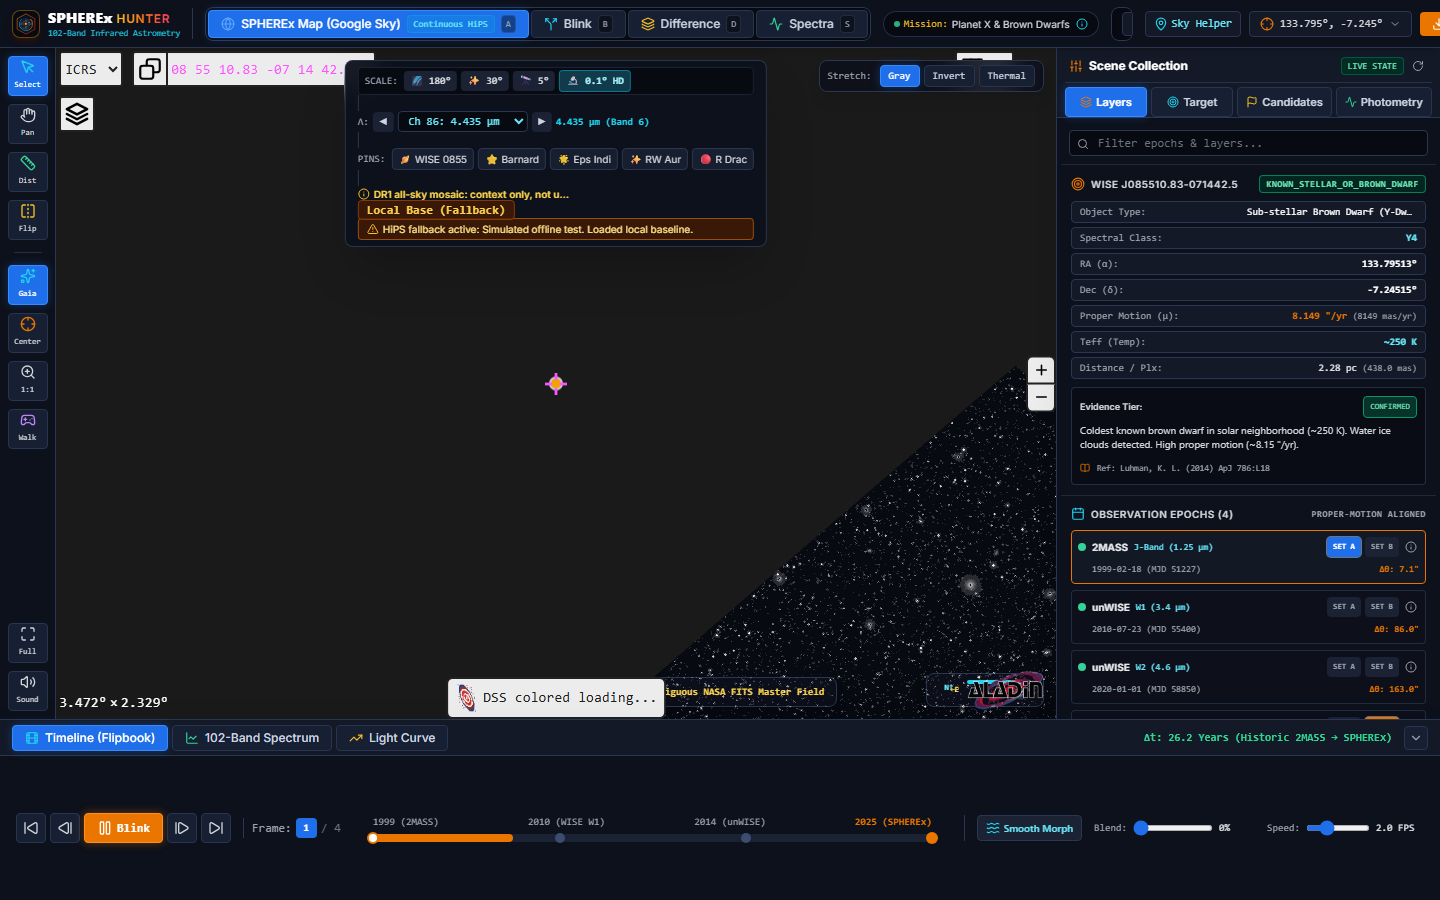 SPHEREx HUNTER
102-Band Infrared Astrometry
SPHEREx Map (Google Sky) Continuous HiPS A
Blink B
Difference D
Spectra S
Mission: Planet X & Brown Dwarfs
Sky Helper
133.795°, -7.245°
Select
Pan
Dist
Flip
Gaia
Center
1:1
Walk
Full
Sound
ICRS
08 55 10.83 -07 14 42.
SCALE: 180° 30° 5° 0.1° HD
Λ: ◀ Ch 86: 4.435 µm ▶ 4.435 µm (Band 6)
PINS: WISE 0855 Barnard Eps Indi RW Aur R Drac
DR1 all-sky mosaic: context only, not u…
Local Base (Fallback)
HiPS fallback active: Simulated offline test. Loaded local baseline.
Stretch: Gray Invert Thermal
+
−
3.472° × 2.329°
DSS colored loading...
iguous NASA FITS Master Field
ALADIN
Scene Collection LIVE STATE
Layers
Target
Candidates
Photometry
Filter epochs & layers...
WISE J085510.83-071442.5 KNOWN_STELLAR_OR_BROWN_DWARF
Object Type: Sub-stellar Brown Dwarf (Y-Dw…
Spectral Class: Y4
RA (α): 133.79513°
Dec (δ): -7.24515°
Proper Motion (μ): 8.149 "/yr (8149 mas/yr)
Teff (Temp): ~250 K
Distance / Plx: 2.28 pc (438.0 mas)
Evidence Tier: CONFIRMED
Coldest known brown dwarf in solar neighborhood (~250 K). Water ice
clouds detected. High proper motion (~8.15 "/yr).
Ref: Luhman, K. L. (2014) ApJ 786:L18
OBSERVATION EPOCHS (4) PROPER-MOTION ALIGNED
2MASS J-Band (1.25 µm) SET A SET B
1999-02-18 (MJD 51227) Δθ: 7.1"
unWISE W1 (3.4 µm) SET A SET B
2010-07-23 (MJD 55400) Δθ: 86.0"
unWISE W2 (4.6 µm) SET A SET B
2020-01-01 (MJD 58850) Δθ: 163.0"
Timeline (Flipbook)
102-Band Spectrum
Light Curve
Δt: 26.2 Years (Historic 2MASS → SPHEREx)
Blink
Frame: 1 / 4
1999 (2MASS)
2010 (WISE W1)
2014 (unWISE)
2025 (SPHEREx)
Smooth Morph
Blend: 0%
Speed: 2.0 FPS